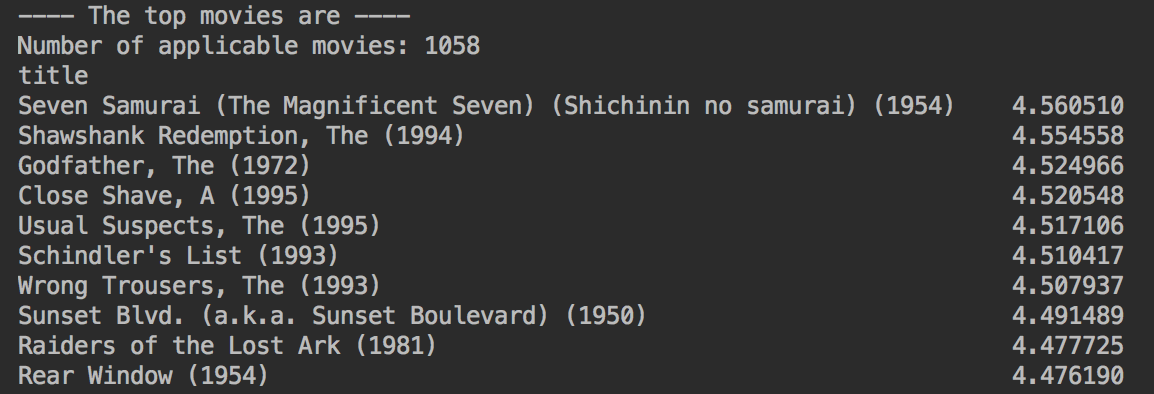 ---- The top movies are ----
Number of applicable movies: 1058
title
Seven Samurai (The Magnificent Seven) (Shichinin no samurai) (1954)    4.560510
Shawshank Redemption, The (1994)    4.554558
Godfather, The (1972)    4.524966
Close Shave, A (1995)    4.520548
Usual Suspects, The (1995)    4.517106
Schindler's List (1993)    4.510417
Wrong Trousers, The (1993)    4.507937
Sunset Blvd. (a.k.a. Sunset Boulevard) (1950)    4.491489
Raiders of the Lost Ark (1981)    4.477725
Rear Window (1954)    4.476190